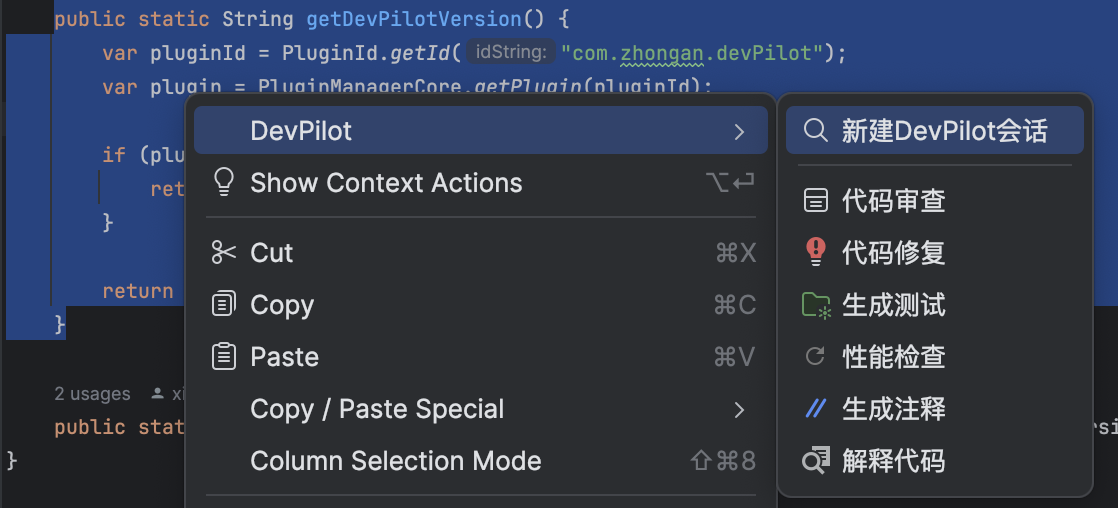 public static String getDevPilotVersion() {
var pluginId = PluginId.getId( idString: "com.zhongan.devPilot");
var plugin = PluginManagerCore.getPlugin(pluginId);
if (plu
ret
}
return
}
2 usages xi
public stat
}
DevPilot
Show Context Actions ⌥↩
Cut ⌘X
Copy ⌘C
Paste ⌘V
Copy / Paste Special
Column Selection Mode ⇧⌘8
新建DevPilot会话
代码审查
代码修复
生成测试
性能检查
生成注释
解释代码
ersi